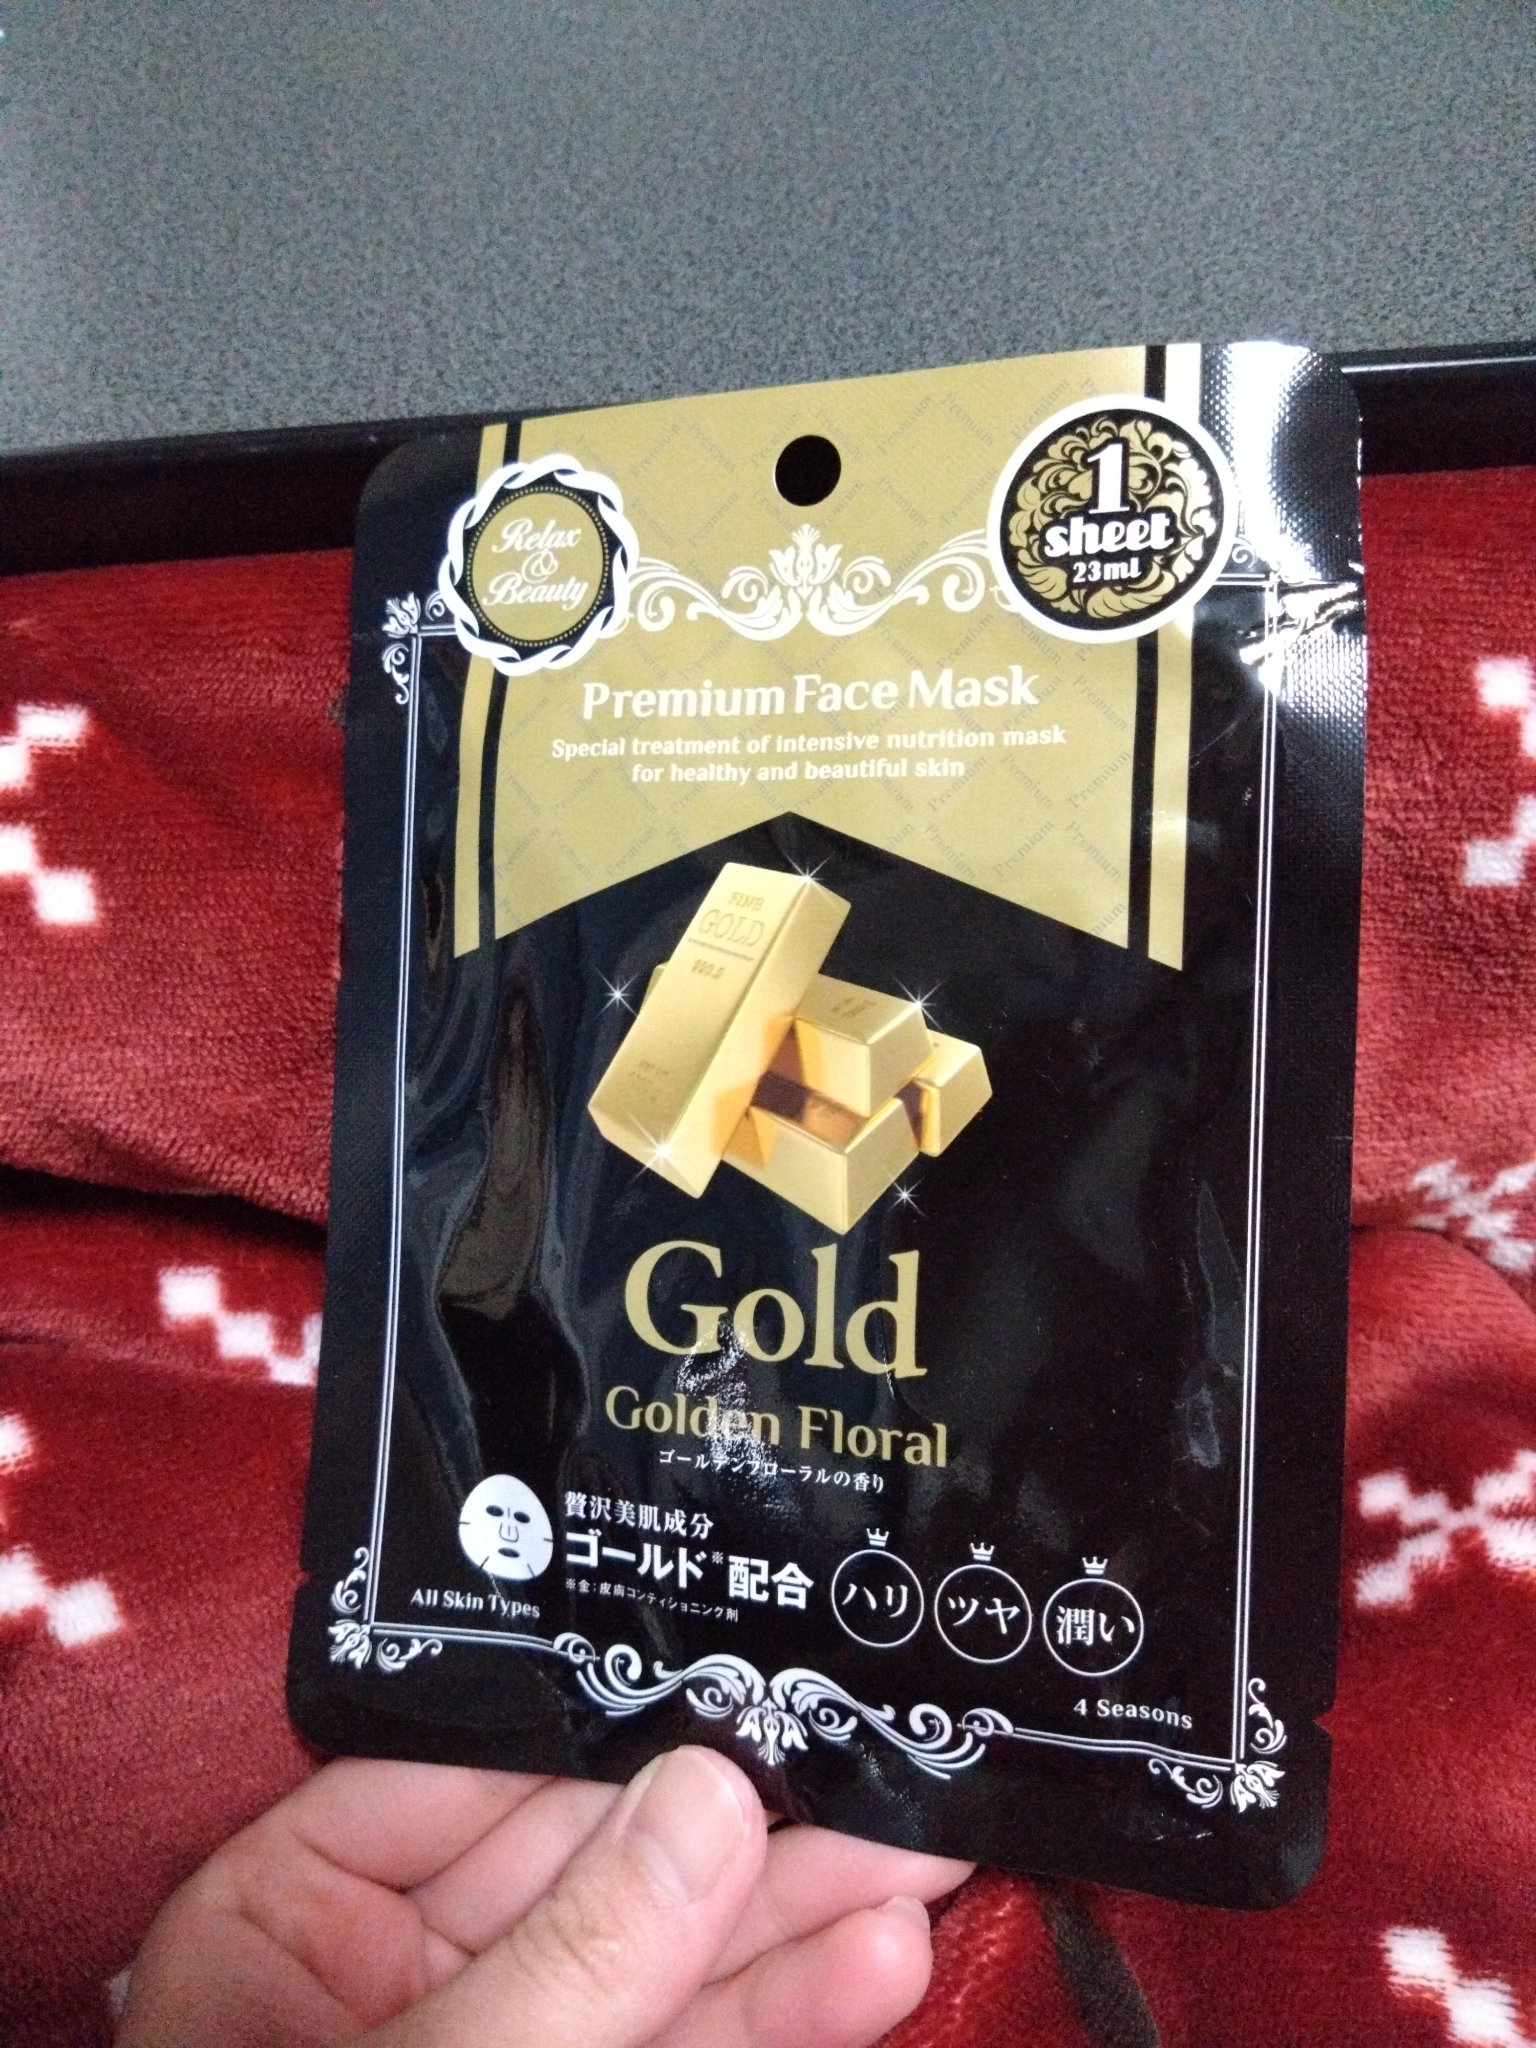 Relax
&
Beauty
1
sheet
23ml
Premium Face Mask
Special treatment of intensive nutrition mask
for healthy and beautiful skin
FINE
GOLD
999.9
Gold
Golden Floral
ゴールデンフローラルの香り
贅沢美肌成分
ゴールド※配合
※金:皮膚コンディショニング剤
All Skin Types
ハリ
ツヤ
潤い
4 Seasons